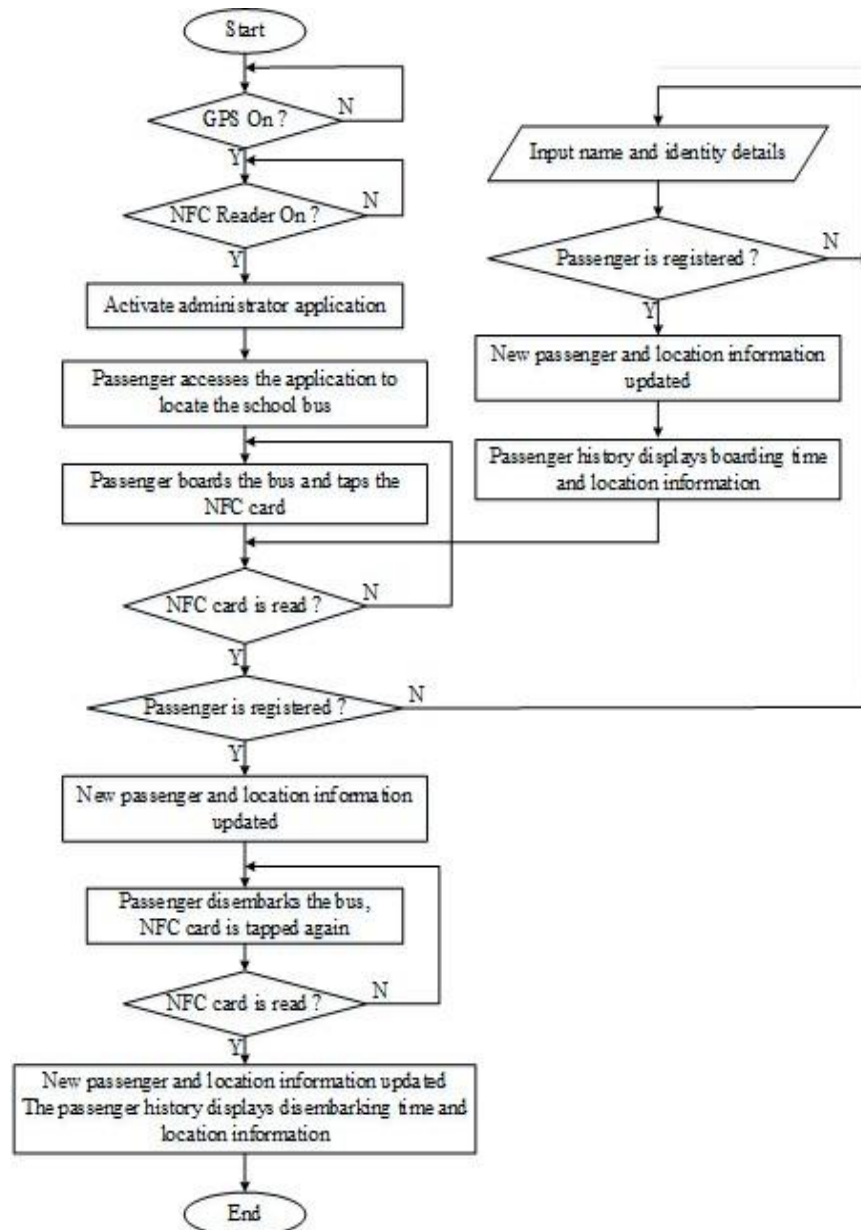 Start
GPS On ?
N
Y
NFC Reader On ?
N
Y
Activate administrator application
Passenger accesses the application to
locate the school bus
Passenger boards the bus and taps the
NFC card
NFC card is read ?
N
Y
Passenger is registered ?
N
Y
New passenger and location information
updated
Passenger disembarks the bus,
NFC card is tapped again
NFC card is read ?
N
Y
New passenger and location information updated
The passenger history displays disembarking time and
location information
End
Input name and identity details
Passenger is registered ?
N
Y
New passenger and location information
updated
Passenger history displays boarding time
and location information